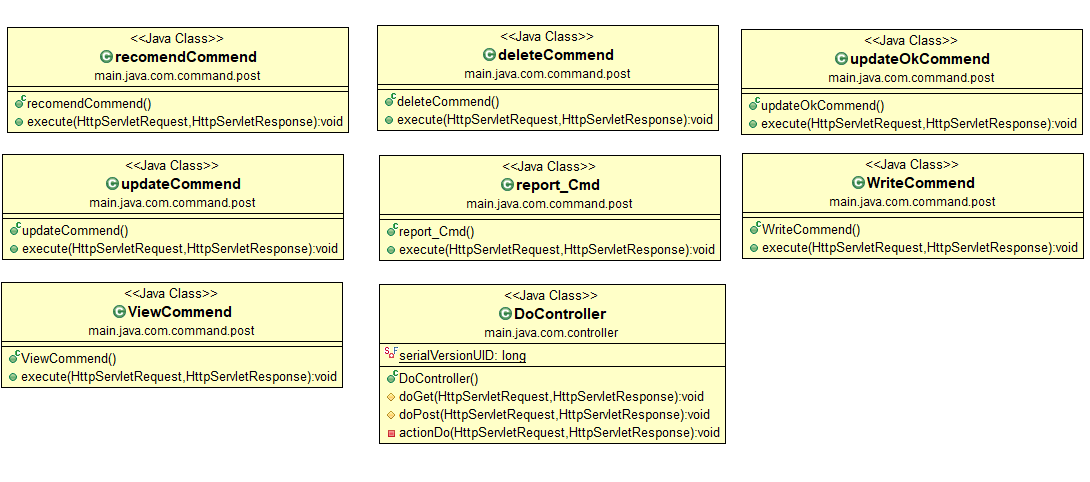 <<Java Class>>
recomendCommend
main.java.com.command.post
recomendCommend()
execute(HttpServletRequest,HttpServletResponse):void
<<Java Class>>
deleteCommend
main.java.com.command.post
deleteCommend()
execute(HttpServletRequest,HttpServletResponse):void
<<Java Class>>
updateOkCommend
main.java.com.command.post
updateOkCommend()
execute(HttpServletRequest,HttpServletResponse):void
<<Java Class>>
updateCommend
main.java.com.command.post
updateCommend()
execute(HttpServletRequest,HttpServletResponse):void
<<Java Class>>
report_Cmd
main.java.com.command.post
report_Cmd()
execute(HttpServletRequest,HttpServletResponse):void
<<Java Class>>
WriteCommend
main.java.com.command.post
WriteCommend()
execute(HttpServletRequest,HttpServletResponse):void
<<Java Class>>
ViewCommend
main.java.com.command.post
ViewCommend()
execute(HttpServletRequest,HttpServletResponse):void
<<Java Class>>
DoController
main.java.com.controller
serialVersionUID: long
DoController()
doGet(HttpServletRequest,HttpServletResponse):void
doPost(HttpServletRequest,HttpServletResponse):void
actionDo(HttpServletRequest,HttpServletResponse):void